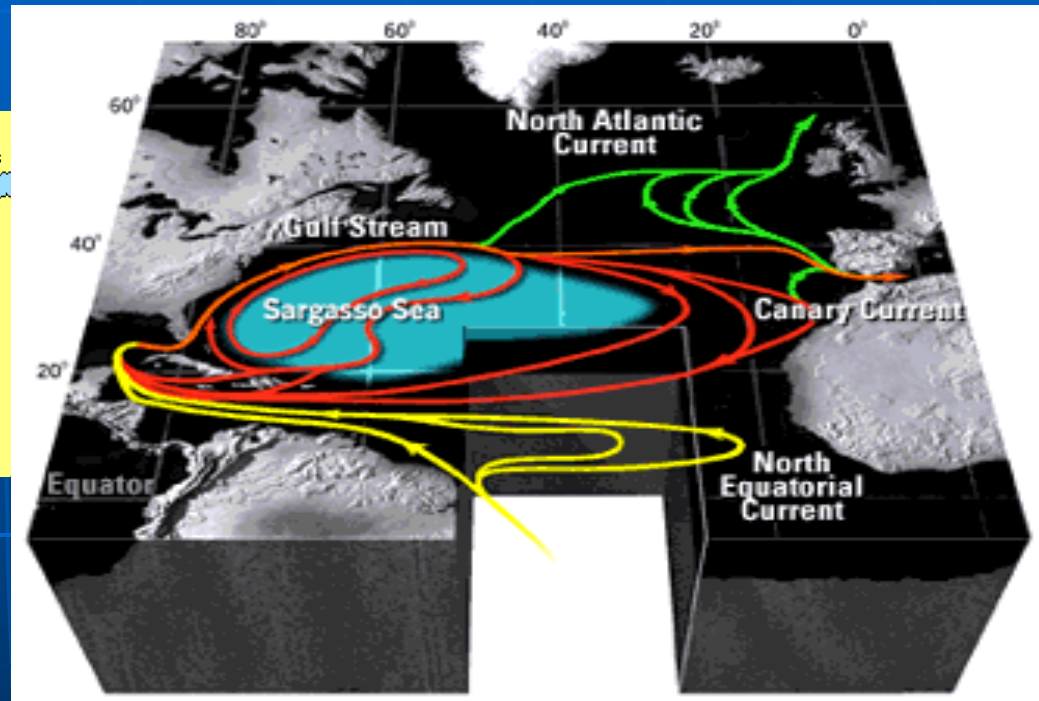 80° 60° 40° 20° 0°
60°
North Atlantic
Current
Gulf Stream
40°
Sargasso Sea
Canary Current
20°
North
Equatorial
Current
Equator